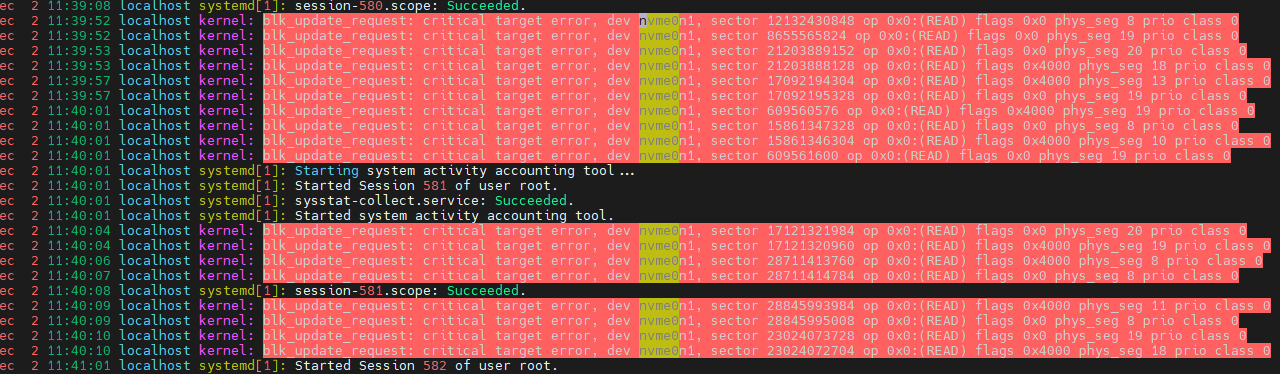 ec  2 11:39:08 localhost systemd[1]: session-580.scope: Succeeded.
ec  2 11:39:52 localhost kernel: blk_update_request: critical target error, dev nvme0n1, sector 12132430848 op 0x0:(READ) flags 0x0 phys_seg 8 prio class 0
ec  2 11:39:52 localhost kernel: blk_update_request: critical target error, dev nvme0n1, sector 8655565824 op 0x0:(READ) flags 0x0 phys_seg 19 prio class 0
ec  2 11:39:53 localhost kernel: blk_update_request: critical target error, dev nvme0n1, sector 21203889152 op 0x0:(READ) flags 0x0 phys_seg 20 prio class 0
ec  2 11:39:53 localhost kernel: blk_update_request: critical target error, dev nvme0n1, sector 21203888128 op 0x0:(READ) flags 0x4000 phys_seg 18 prio class 0
ec  2 11:39:57 localhost kernel: blk_update_request: critical target error, dev nvme0n1, sector 17092194304 op 0x0:(READ) flags 0x4000 phys_seg 13 prio class 0
ec  2 11:39:57 localhost kernel: blk_update_request: critical target error, dev nvme0n1, sector 17092195328 op 0x0:(READ) flags 0x0 phys_seg 19 prio class 0
ec  2 11:40:01 localhost kernel: blk_update_request: critical target error, dev nvme0n1, sector 609560576 op 0x0:(READ) flags 0x4000 phys_seg 19 prio class 0
ec  2 11:40:01 localhost kernel: blk_update_request: critical target error, dev nvme0n1, sector 15861347328 op 0x0:(READ) flags 0x0 phys_seg 8 prio class 0
ec  2 11:40:01 localhost kernel: blk_update_request: critical target error, dev nvme0n1, sector 15861346304 op 0x0:(READ) flags 0x4000 phys_seg 10 prio class 0
ec  2 11:40:01 localhost kernel: blk_update_request: critical target error, dev nvme0n1, sector 609561600 op 0x0:(READ) flags 0x0 phys_seg 19 prio class 0
ec  2 11:40:01 localhost systemd[1]: Starting system activity accounting tool...
ec  2 11:40:01 localhost systemd[1]: Started Session 581 of user root.
ec  2 11:40:01 localhost systemd[1]: sysstat-collect.service: Succeeded.
ec  2 11:40:01 localhost systemd[1]: Started system activity accounting tool.
ec  2 11:40:04 localhost kernel: blk_update_request: critical target error, dev nvme0n1, sector 17121321984 op 0x0:(READ) flags 0x0 phys_seg 20 prio class 0
ec  2 11:40:04 localhost kernel: blk_update_request: critical target error, dev nvme0n1, sector 17121320960 op 0x0:(READ) flags 0x4000 phys_seg 19 prio class 0
ec  2 11:40:06 localhost kernel: blk_update_request: critical target error, dev nvme0n1, sector 28711413760 op 0x0:(READ) flags 0x4000 phys_seg 8 prio class 0
ec  2 11:40:07 localhost kernel: blk_update_request: critical target error, dev nvme0n1, sector 28711414784 op 0x0:(READ) flags 0x0 phys_seg 8 prio class 0
ec  2 11:40:08 localhost systemd[1]: session-581.scope: Succeeded.
ec  2 11:40:09 localhost kernel: blk_update_request: critical target error, dev nvme0n1, sector 28845993984 op 0x0:(READ) flags 0x4000 phys_seg 11 prio class 0
ec  2 11:40:09 localhost kernel: blk_update_request: critical target error, dev nvme0n1, sector 28845995008 op 0x0:(READ) flags 0x0 phys_seg 8 prio class 0
ec  2 11:40:10 localhost kernel: blk_update_request: critical target error, dev nvme0n1, sector 23024073728 op 0x0:(READ) flags 0x0 phys_seg 19 prio class 0
ec  2 11:40:10 localhost kernel: blk_update_request: critical target error, dev nvme0n1, sector 23024072704 op 0x0:(READ) flags 0x4000 phys_seg 18 prio class 0
ec  2 11:41:01 localhost systemd[1]: Started Session 582 of user root.